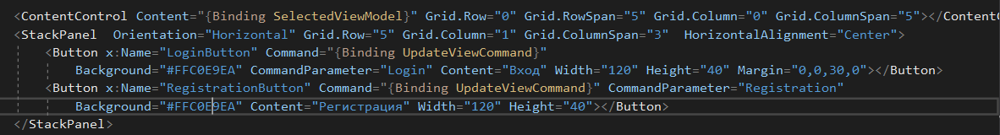 <ContentControl Content="{Binding SelectedViewModel}" Grid.Row="0" Grid.RowSpan="5" Grid.Column="0" Grid.ColumnSpan="5"></ContentC
<StackPanel  Orientation="Horizontal" Grid.Row="5" Grid.Column="1" Grid.ColumnSpan="3"  HorizontalAlignment="Center">
<Button x:Name="LoginButton" Command="{Binding UpdateViewCommand}"
Background="#FFC0E9EA" CommandParameter="Login" Content="Вход" Width="120" Height="40" Margin="0,0,30,0"></Button>
<Button x:Name="RegistrationButton" Command="{Binding UpdateViewCommand}" CommandParameter="Registration"
Background="#FFC0E9EA" Content="Регистрация" Width="120" Height="40"></Button>
</StackPanel>